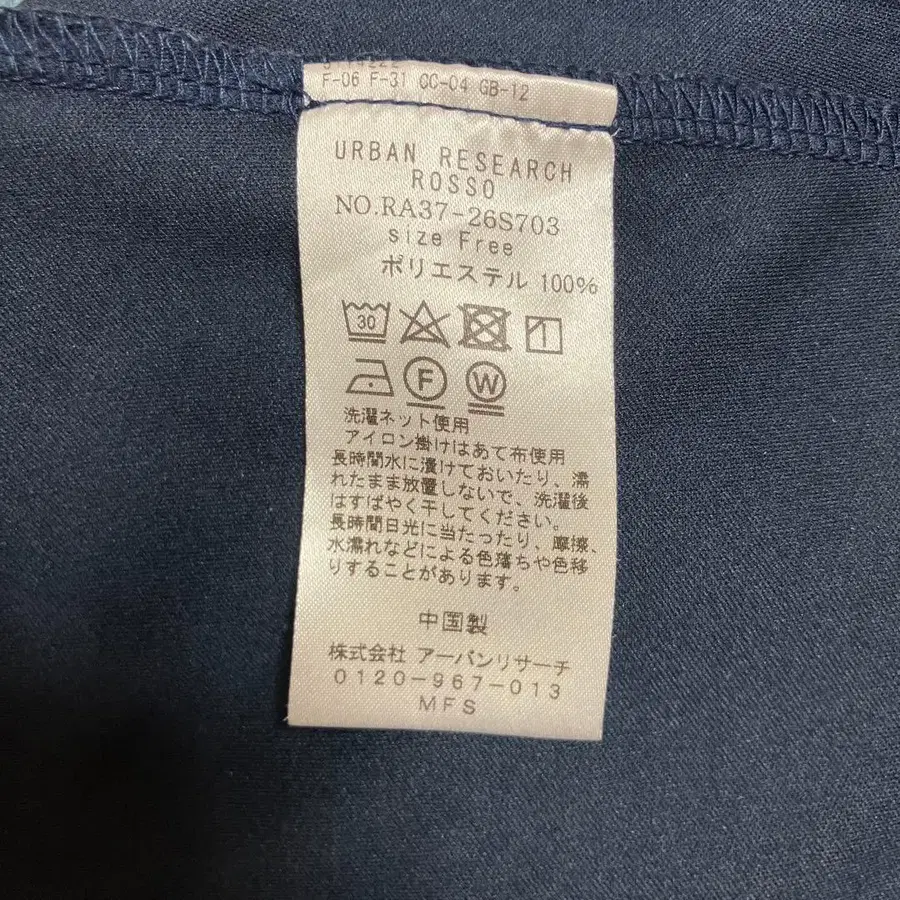 F-06 F-31 CC-04 GB-12
URBAN RESEARCH
ROSSO
NO.RA37-26S703
size Free
ポリエステル 100%
30
F W
洗濯ネット使用
アイロン掛けはあて布使用
長時間水に漬けておいたり、濡
れたまま放置しないで、洗濯後
はすばやく干してください。
長時間日光に当たったり、摩擦、
水濡れなどによる色落ちや色移
りすることがあります。
中国製
株式会社 アーバンリサーチ
0120-967-013
MFS